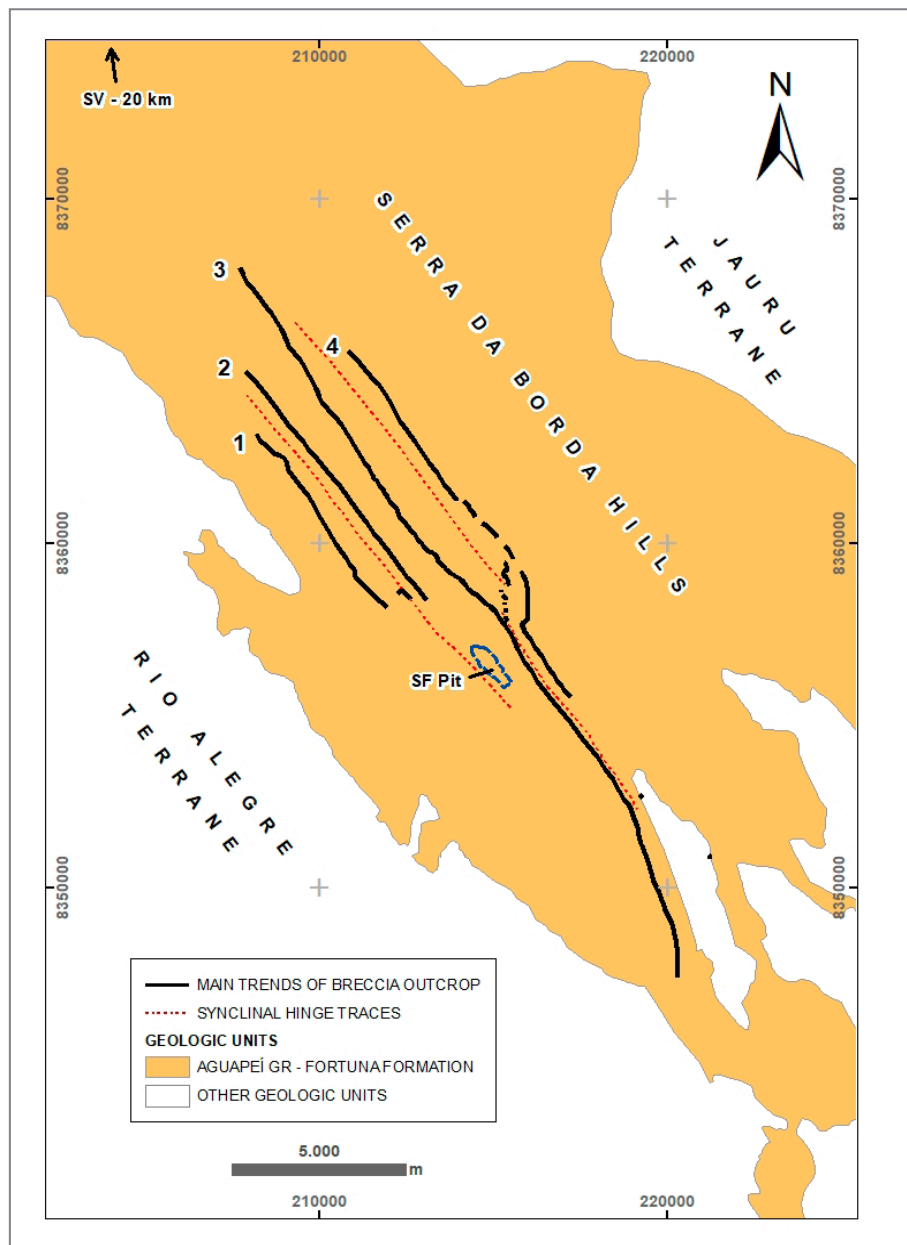 210000
220000
SV - 20 km
N
8370000
8370000
SERRA DA BORDA HILLS
JAURU
TERRANE
3
4
2
1
8360000
8360000
SF Pit
RIO ALEGRE
TERRANE
8350000
8350000
MAIN TRENDS OF BRECCIA OUTCROP
SYNCLINAL HINGE TRACES
GEOLOGIC UNITS
AGUAPEÍ GR - FORTUNA FORMATION
OTHER GEOLOGIC UNITS
5.000
m
210000
220000